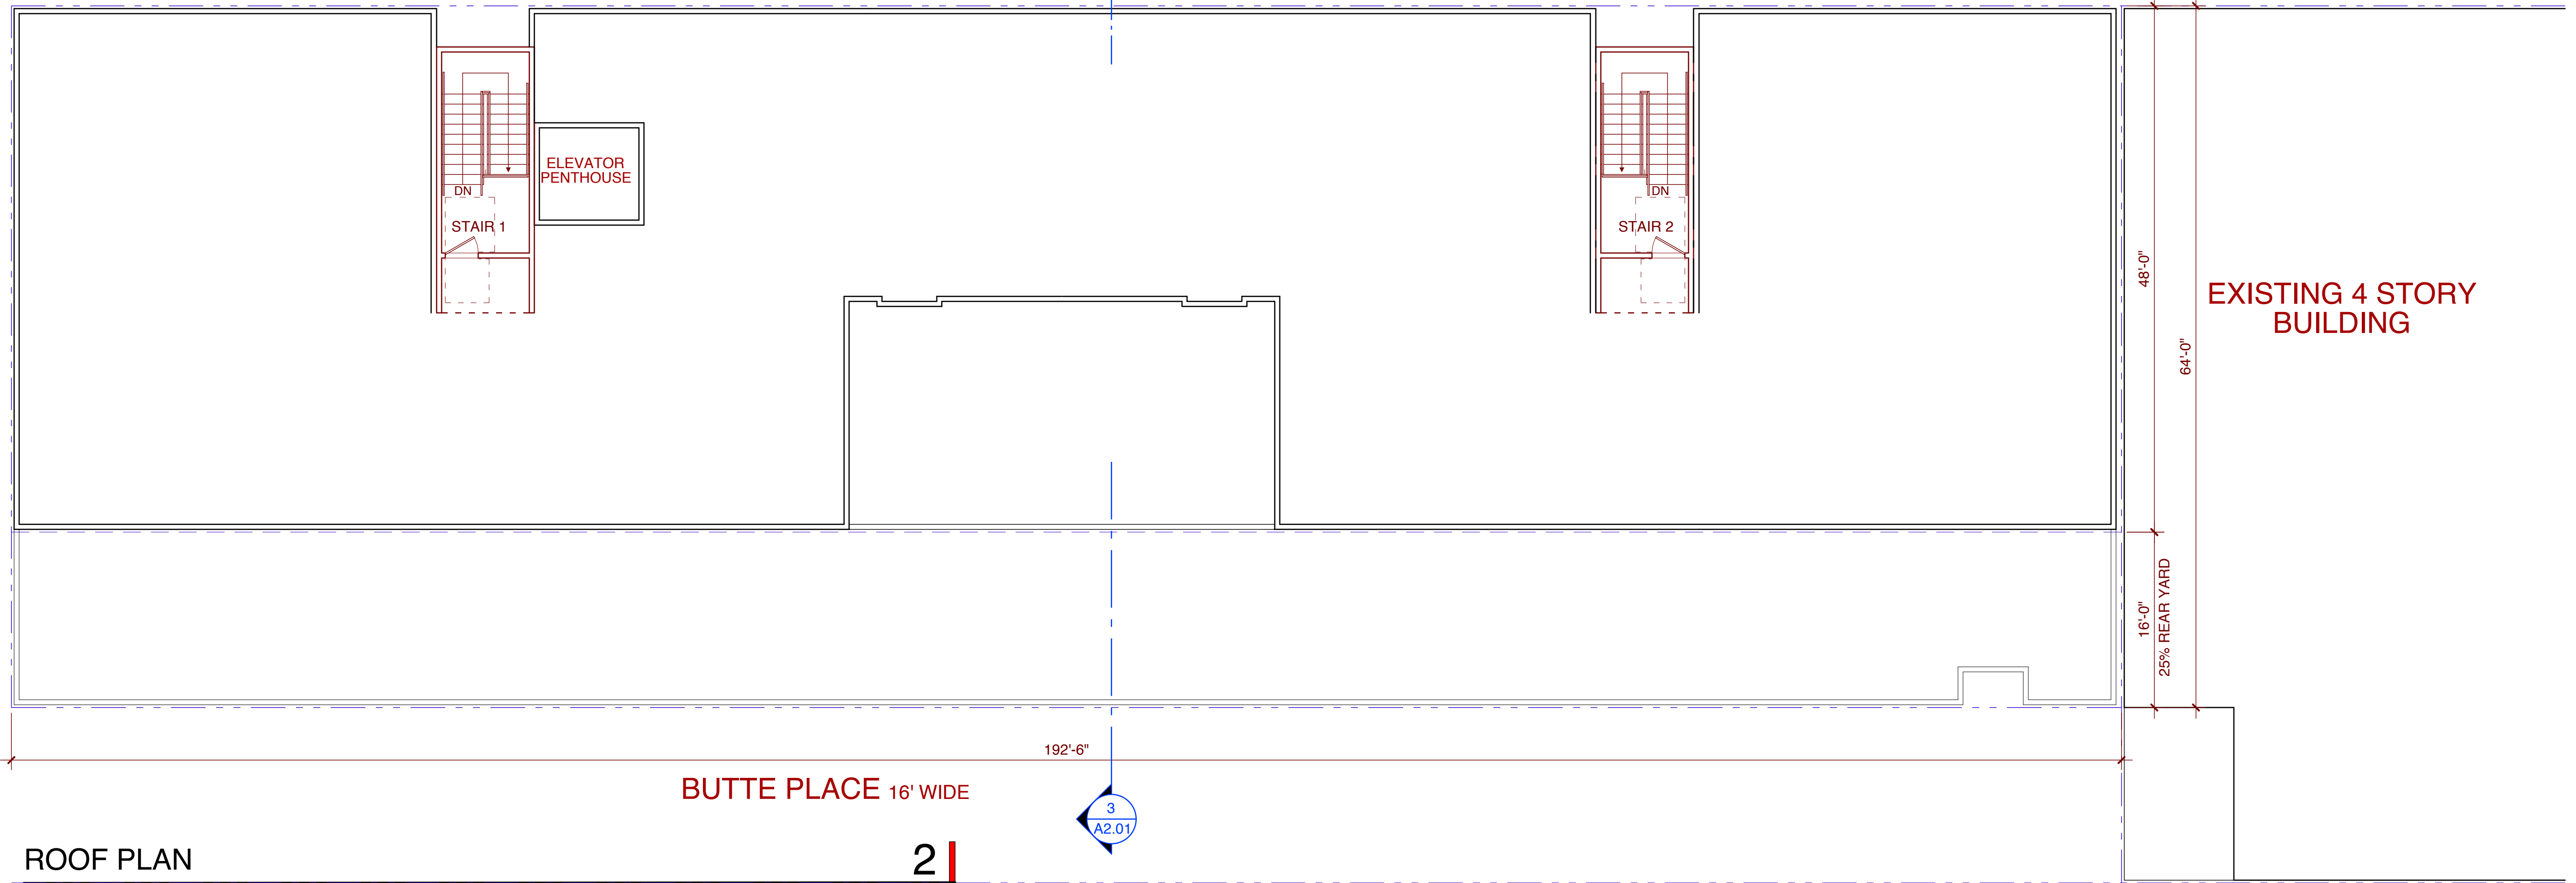 ELEVATOR
PENTHOUSE
DN
STAIR 1
DN
STAIR 2
48'-0"
64'-0"
EXISTING 4 STORY
BUILDING
16'-0"
25% REAR YARD
192'-6"
BUTTE PLACE 16' WIDE
3
A2.01
ROOF PLAN
2